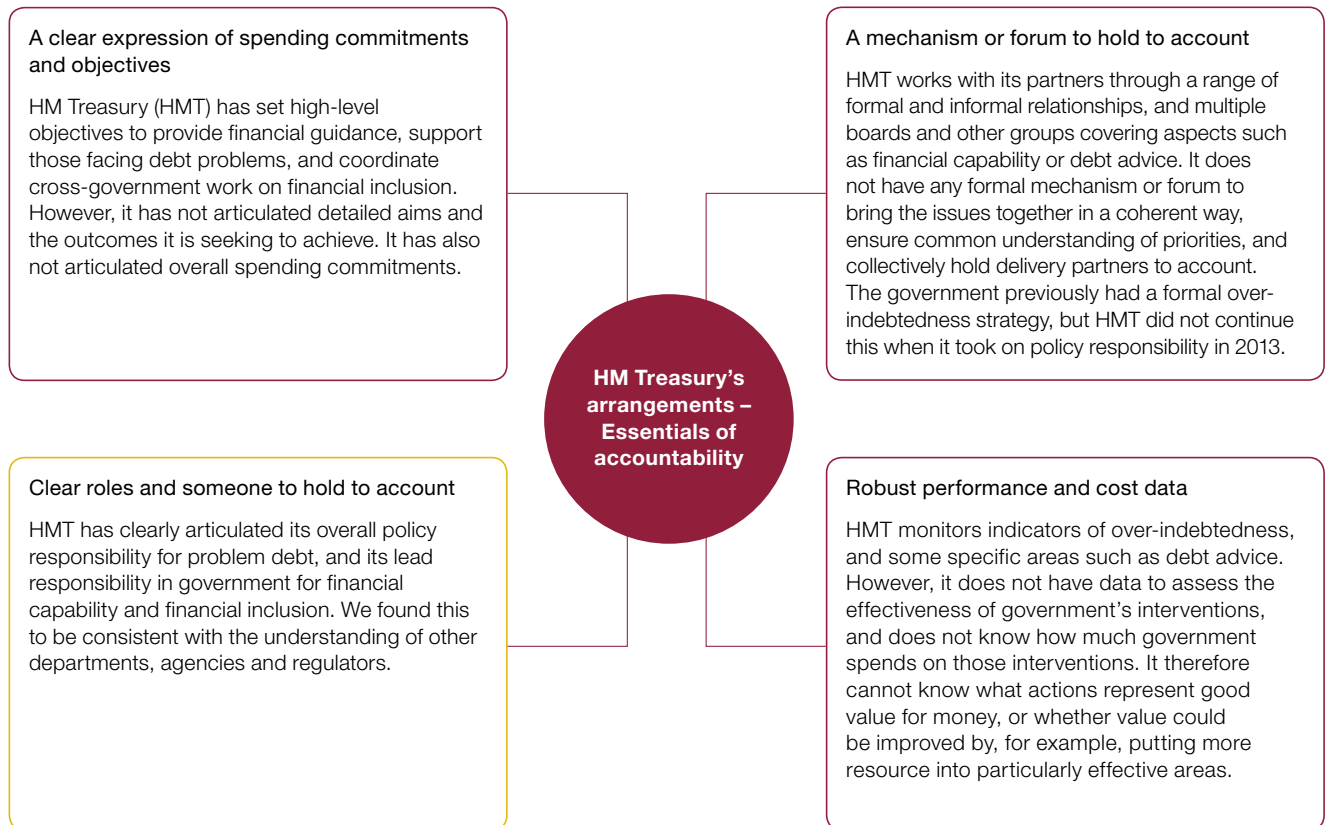 A clear expression of spending commitments
and objectives
HM Treasury (HMT) has set high-level
objectives to provide financial guidance, support
those facing debt problems, and coordinate
cross-government work on financial inclusion.
However, it has not articulated detailed aims and
the outcomes it is seeking to achieve. It has also
not articulated overall spending commitments.
A mechanism or forum to hold to account
HMT works with its partners through a range of
formal and informal relationships, and multiple
boards and other groups covering aspects such
as financial capability or debt advice. It does
not have any formal mechanism or forum to
bring the issues together in a coherent way,
ensure common understanding of priorities, and
collectively hold delivery partners to account.
The government previously had a formal over-
indebtedness strategy, but HMT did not continue
this when it took on policy responsibility in 2013.
HM Treasury’s
arrangements –
Essentials of
accountability
Clear roles and someone to hold to account
HMT has clearly articulated its overall policy
responsibility for problem debt, and its lead
responsibility in government for financial
capability and financial inclusion. We found this
to be consistent with the understanding of other
departments, agencies and regulators.
Robust performance and cost data
HMT monitors indicators of over-indebtedness,
and some specific areas such as debt advice.
However, it does not have data to assess the
effectiveness of government’s interventions,
and does not know how much government
spends on those interventions. It therefore
cannot know what actions represent good
value for money, or whether value could
be improved by, for example, putting more
resource into particularly effective areas.